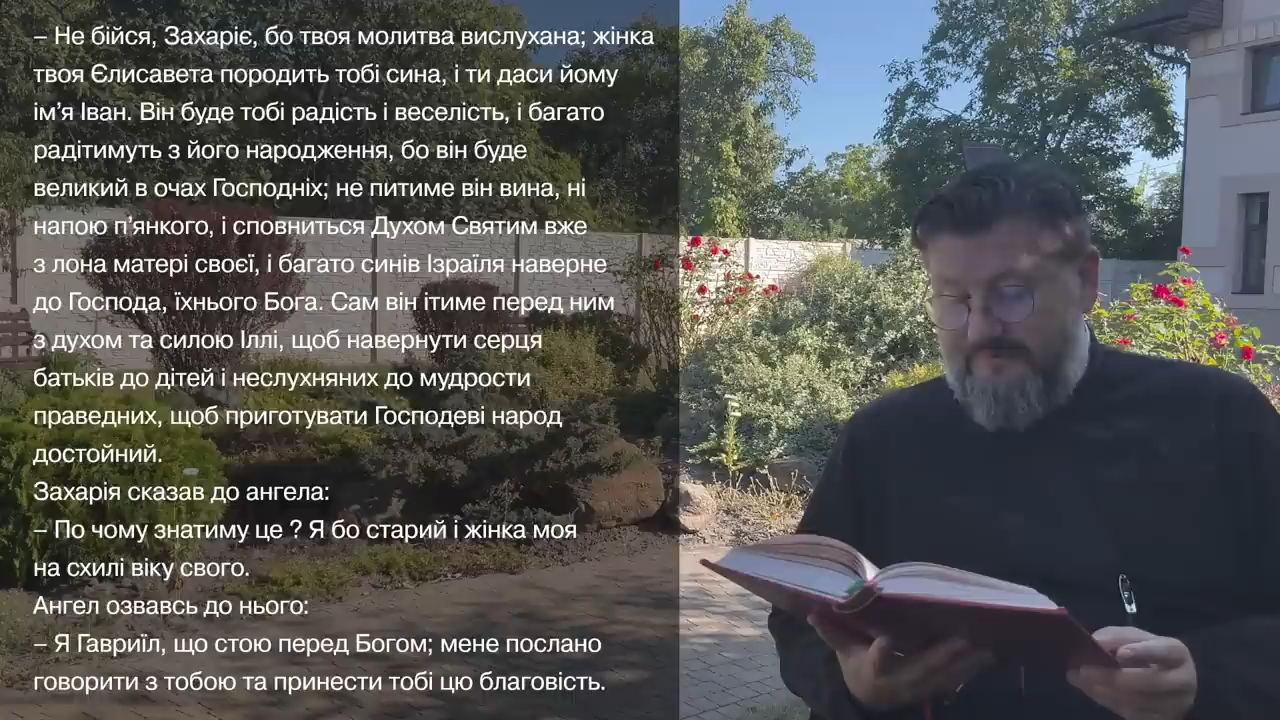 – Не бійся, Захаріє, бо твоя молитва вислухана; жінка
твоя Єлисавета породить тобі сина, і ти даси йому
ім’я Іван. Він буде тобі радість і веселість, і багато
радітимуть з його народження, бо він буде
великий в очах Господніх; не питиме він вина, ні
напою п’янкого, і сповниться Духом Святим вже
з лона матері своєї, і багато синів Ізраїля наверне
до Господа, їхнього Бога. Сам він ітиме перед ним
з духом та силою Іллі, щоб навернути серця
батьків до дітей і неслухняних до мудрости
праведних, щоб приготувати Господеві народ
достойний.
Захарія сказав до ангела:
– По чому знатиму це ? Я бо старий і жінка моя
на схилі віку свого.
Ангел озвавсь до нього:
– Я Гавриїл, що стою перед Богом; мене послано
говорити з тобою та принести тобі цю благовість.